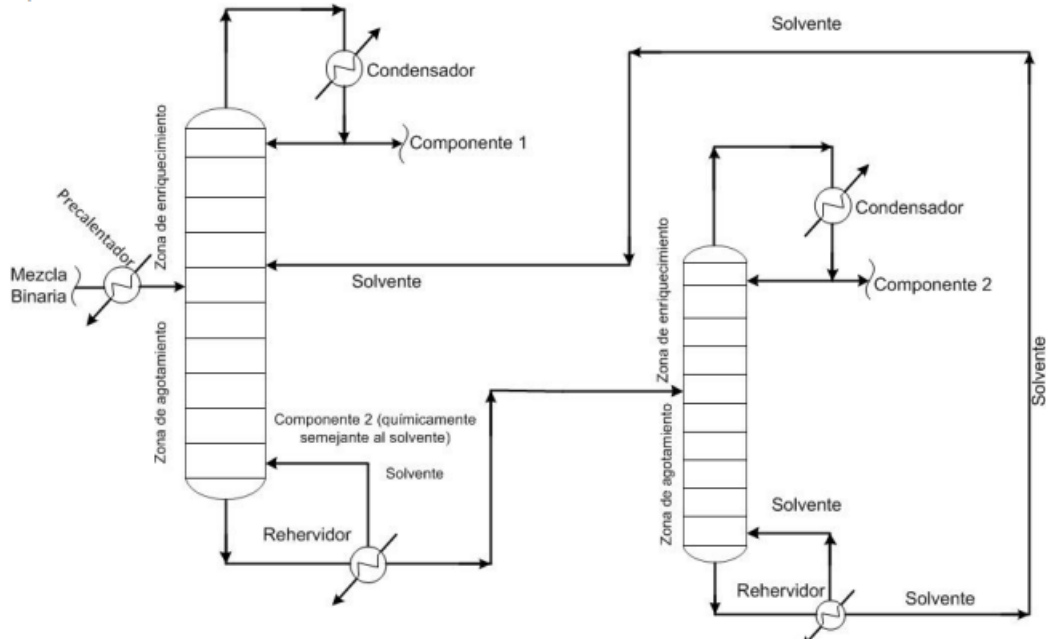 Solvente
Condensador
Componente 1
Zona de enriquecimiento
Precalentador
Mezcla
Binaria
Solvente
Zona de agotamiento
Componente 2 (químicamente
semejante al solvente)
Solvente
Rehervidor
Condensador
Componente 2
Zona de enriquecimiento
Zona de agotamiento
Solvente
Rehervidor
Solvente
Solvente